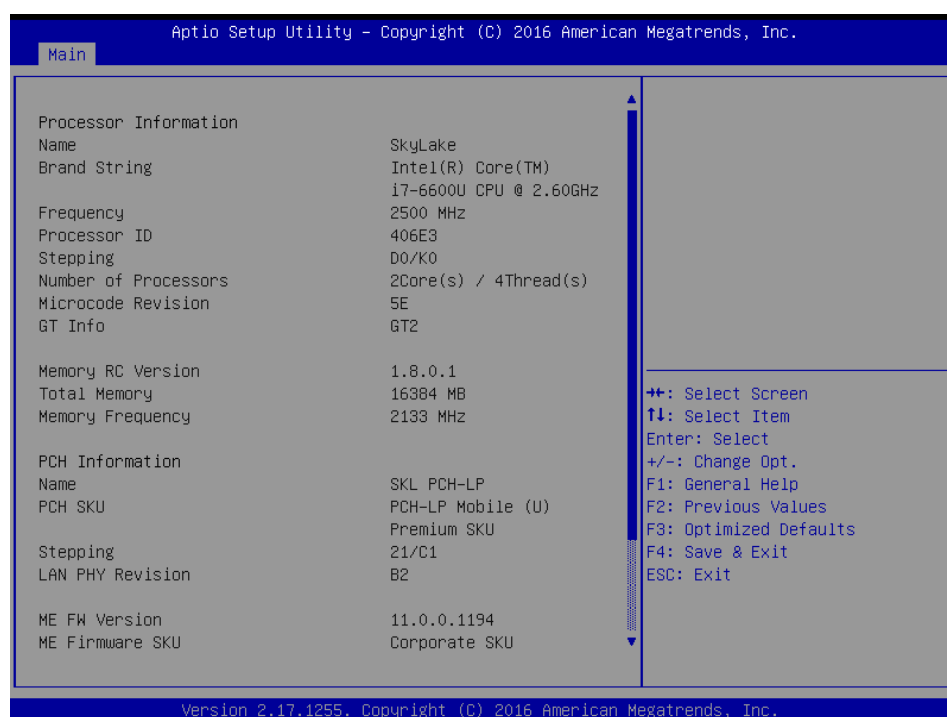 Aptio Setup Utility – Copyright (C) 2016 American Megatrends, Inc.
Main
Processor Information
Name SkyLake
Brand String Intel(R) Core(TM)
i7-6600U CPU @ 2.60GHz
Frequency 2500 MHz
Processor ID 406E3
Stepping D0/K0
Number of Processors 2Core(s) / 4Thread(s)
Microcode Revision 5E
GT Info GT2
Memory RC Version 1.8.0.1
Total Memory 16384 MB
Memory Frequency 2133 MHz
PCH Information
Name SKL PCH-LP
PCH SKU PCH-LP Mobile (U)
Premium SKU
Stepping 21/C1
LAN PHY Revision B2
ME FW Version 11.0.0.1194
ME Firmware SKU Corporate SKU
→←: Select Screen
↑↓: Select Item
Enter: Select
+/-: Change Opt.
F1: General Help
F2: Previous Values
F3: Optimized Defaults
F4: Save & Exit
ESC: Exit
Version 2.17.1255. Copyright (C) 2016 American Megatrends, Inc.